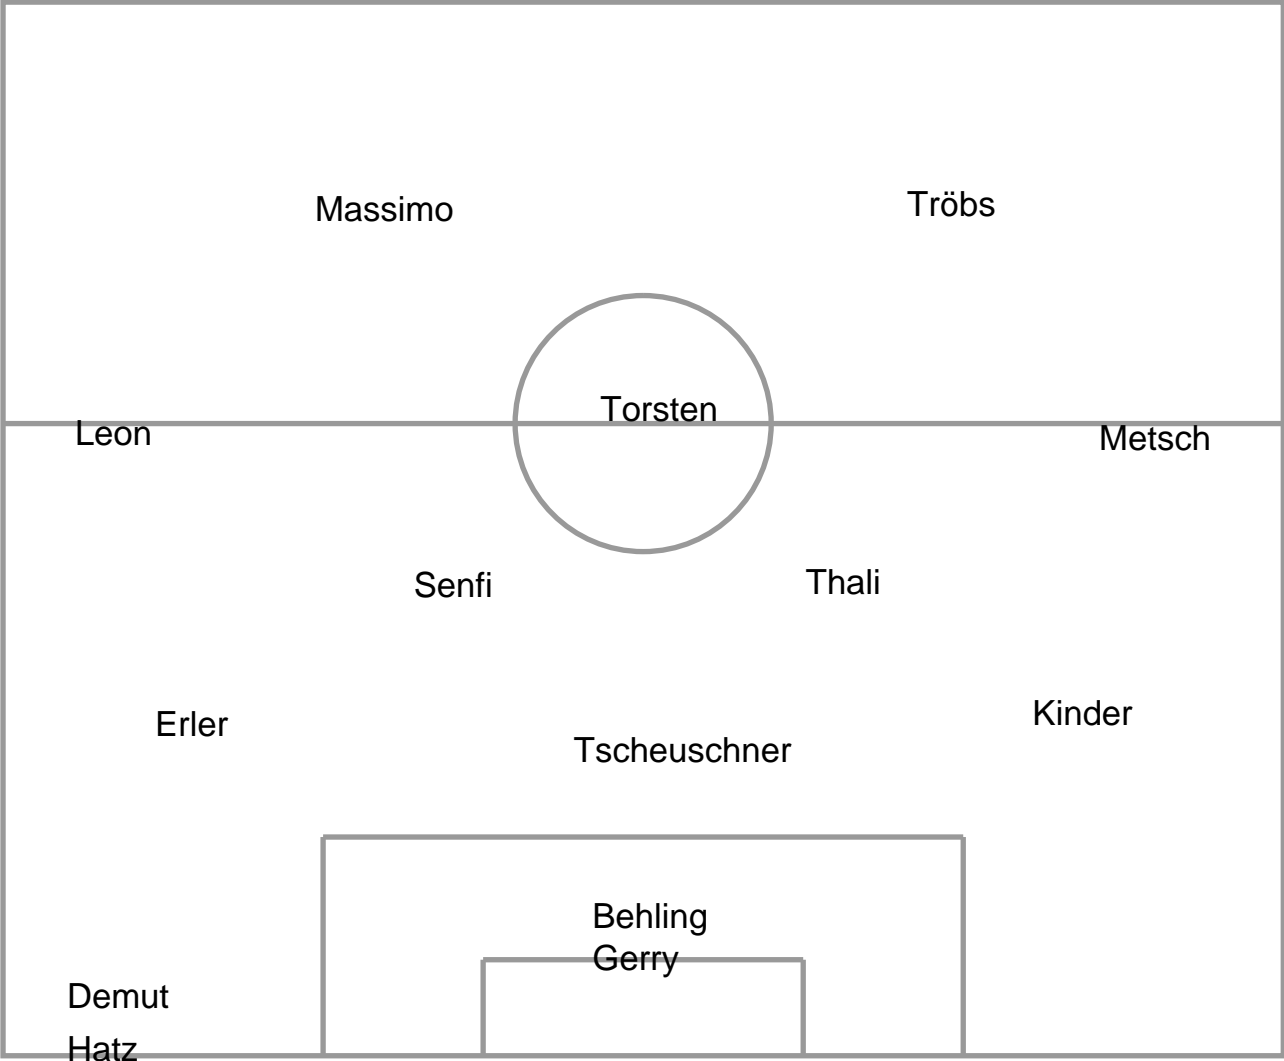 Massimo
Tröbs
Torsten
Leon
Metsch
Senfi
Thali
Erler
Kinder
Tscheuschner
Behling
Gerry
Demut
Hatz